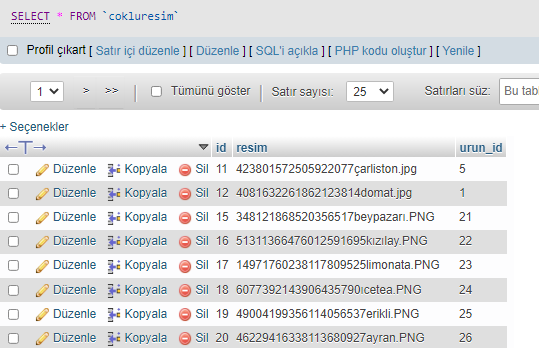 SELECT * FROM `cokluresim`
Profil çıkart [ Satır içi düzenle ] [ Düzenle ] [ SQL'i açıkla ] [ PHP kodu oluştur ] [ Yenile ]
1 > >> Tümünü göster Satır sayısı: 25 Satırları süz: Bu tabl
+ Seçenekler
←T→ id resim urun_id
Düzenle Kopyala Sil 11 423801572505922077çarliston.jpg 5
Düzenle Kopyala Sil 12 4081632261862123814domat.jpg 1
Düzenle Kopyala Sil 15 348121868520356517beypazarı.PNG 21
Düzenle Kopyala Sil 16 51311366476012591695kızılay.PNG 22
Düzenle Kopyala Sil 17 14971760238117809525limonata.PNG 23
Düzenle Kopyala Sil 18 6077392143906435790ıcetea.PNG 24
Düzenle Kopyala Sil 19 49004199356114056537erikli.PNG 25
Düzenle Kopyala Sil 20 46229416338113680927ayran.PNG 26